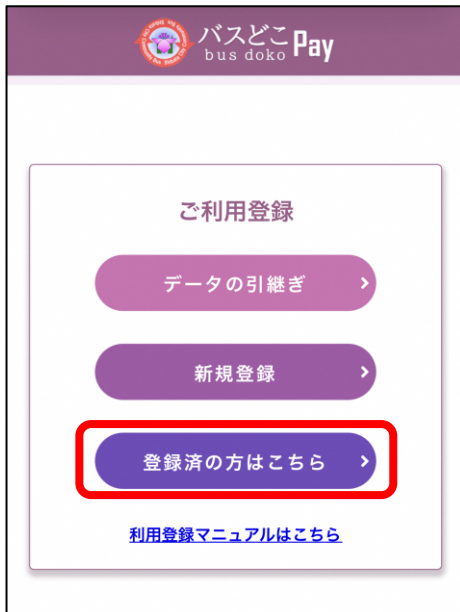 バスどこ Pay
bus doko
ご利用登録
データの引継ぎ
新規登録
登録済の方はこちら
利用登録マニュアルはこちら